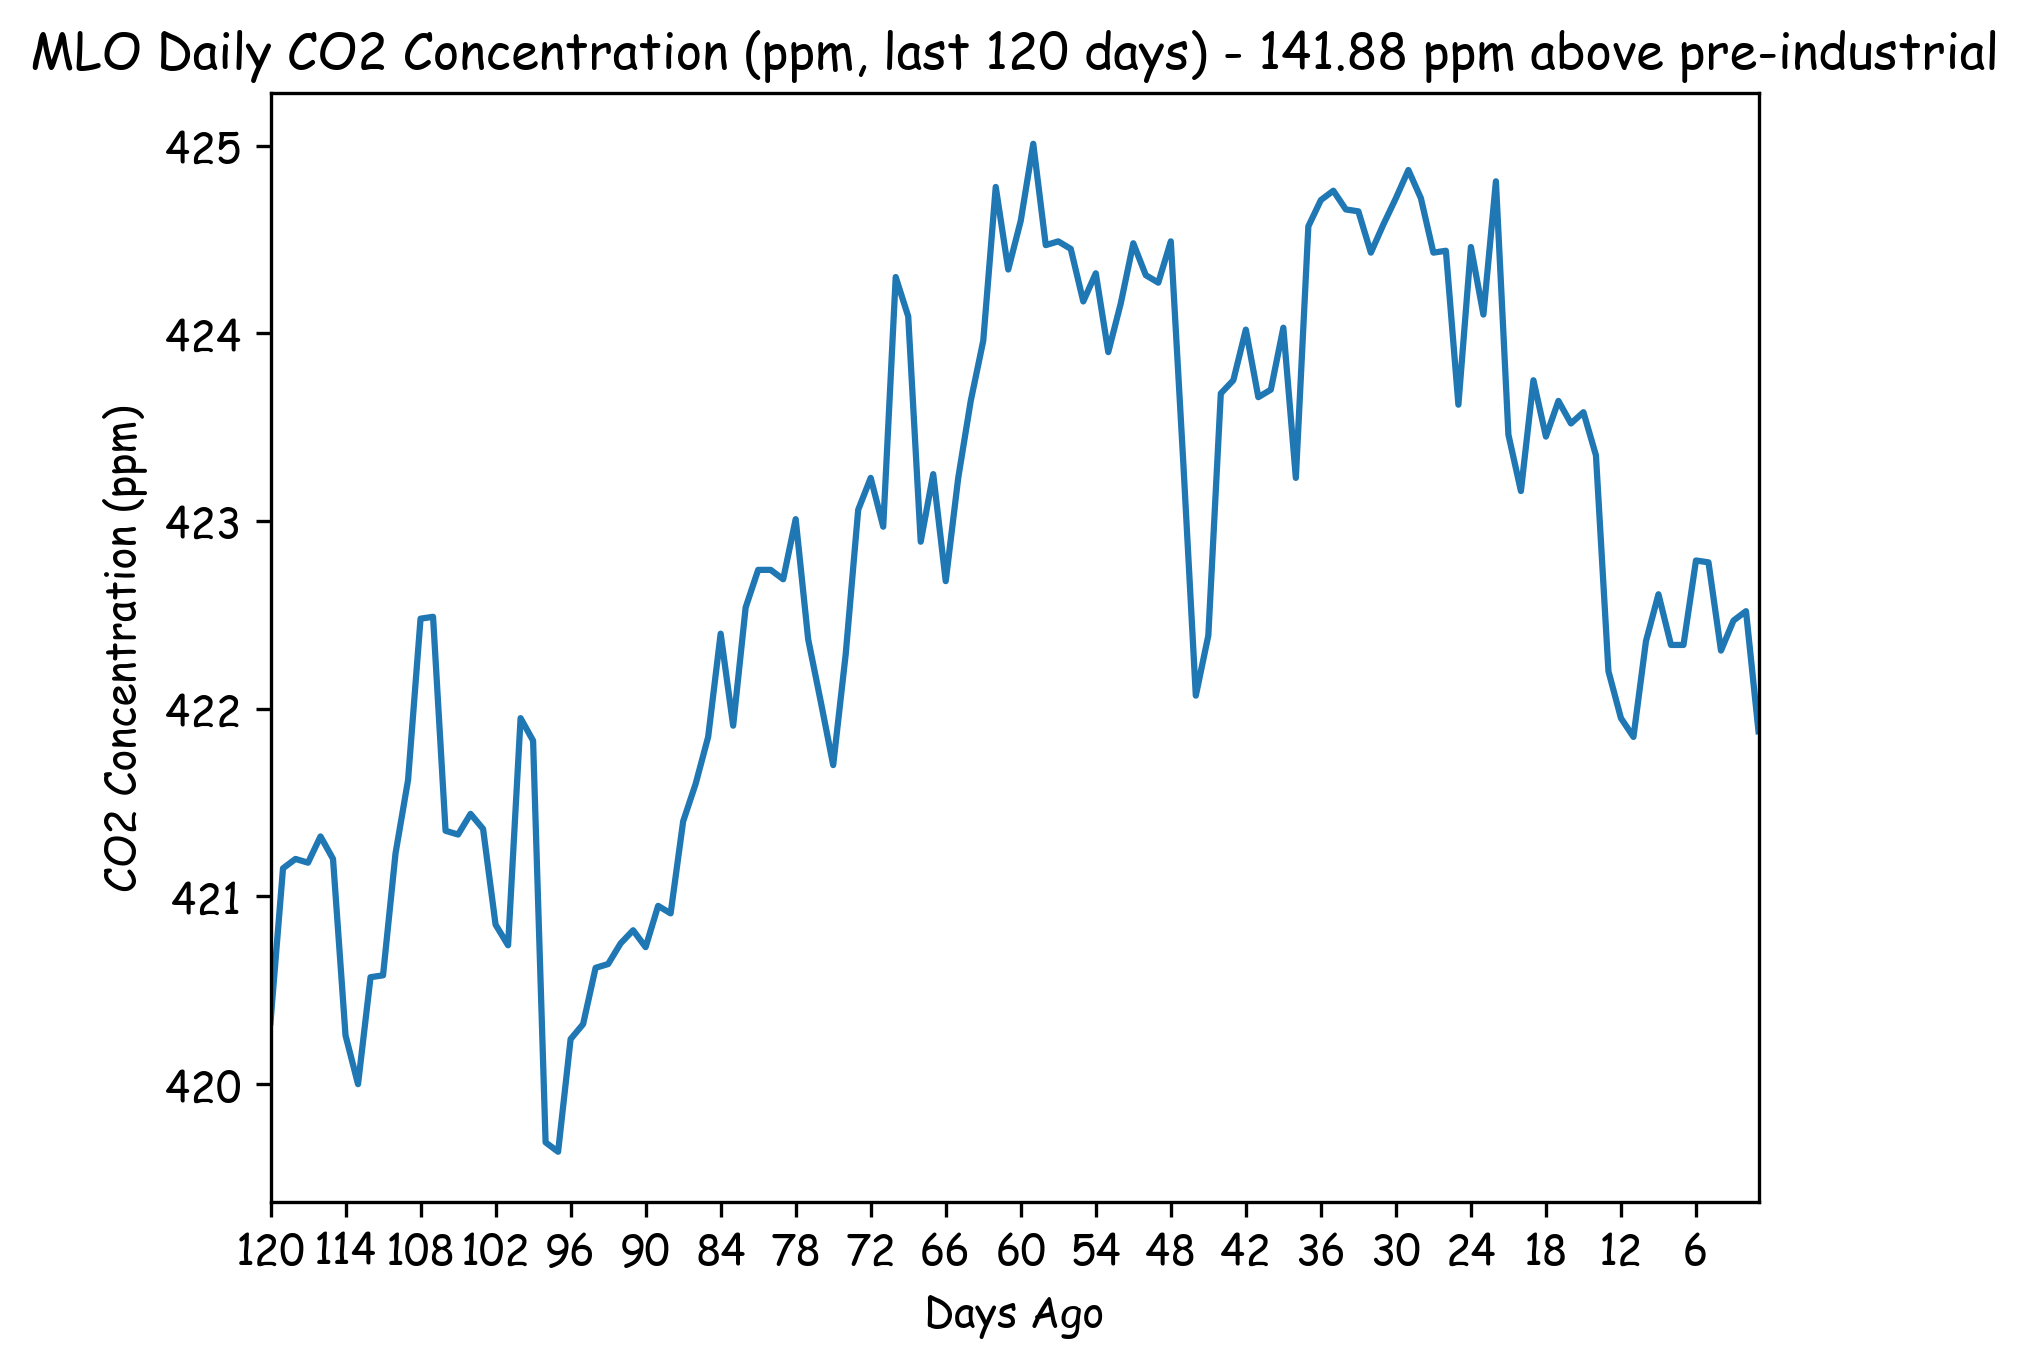 MLO Daily CO2 Concentration (ppm, last 120 days) - 141.88 ppm above pre-industrial
425
424
423
422
421
420
CO2 Concentration (ppm)
120 114 108 102 96 90 84 78 72 66 60 54 48 42 36 30 24 18 12 6
Days Ago